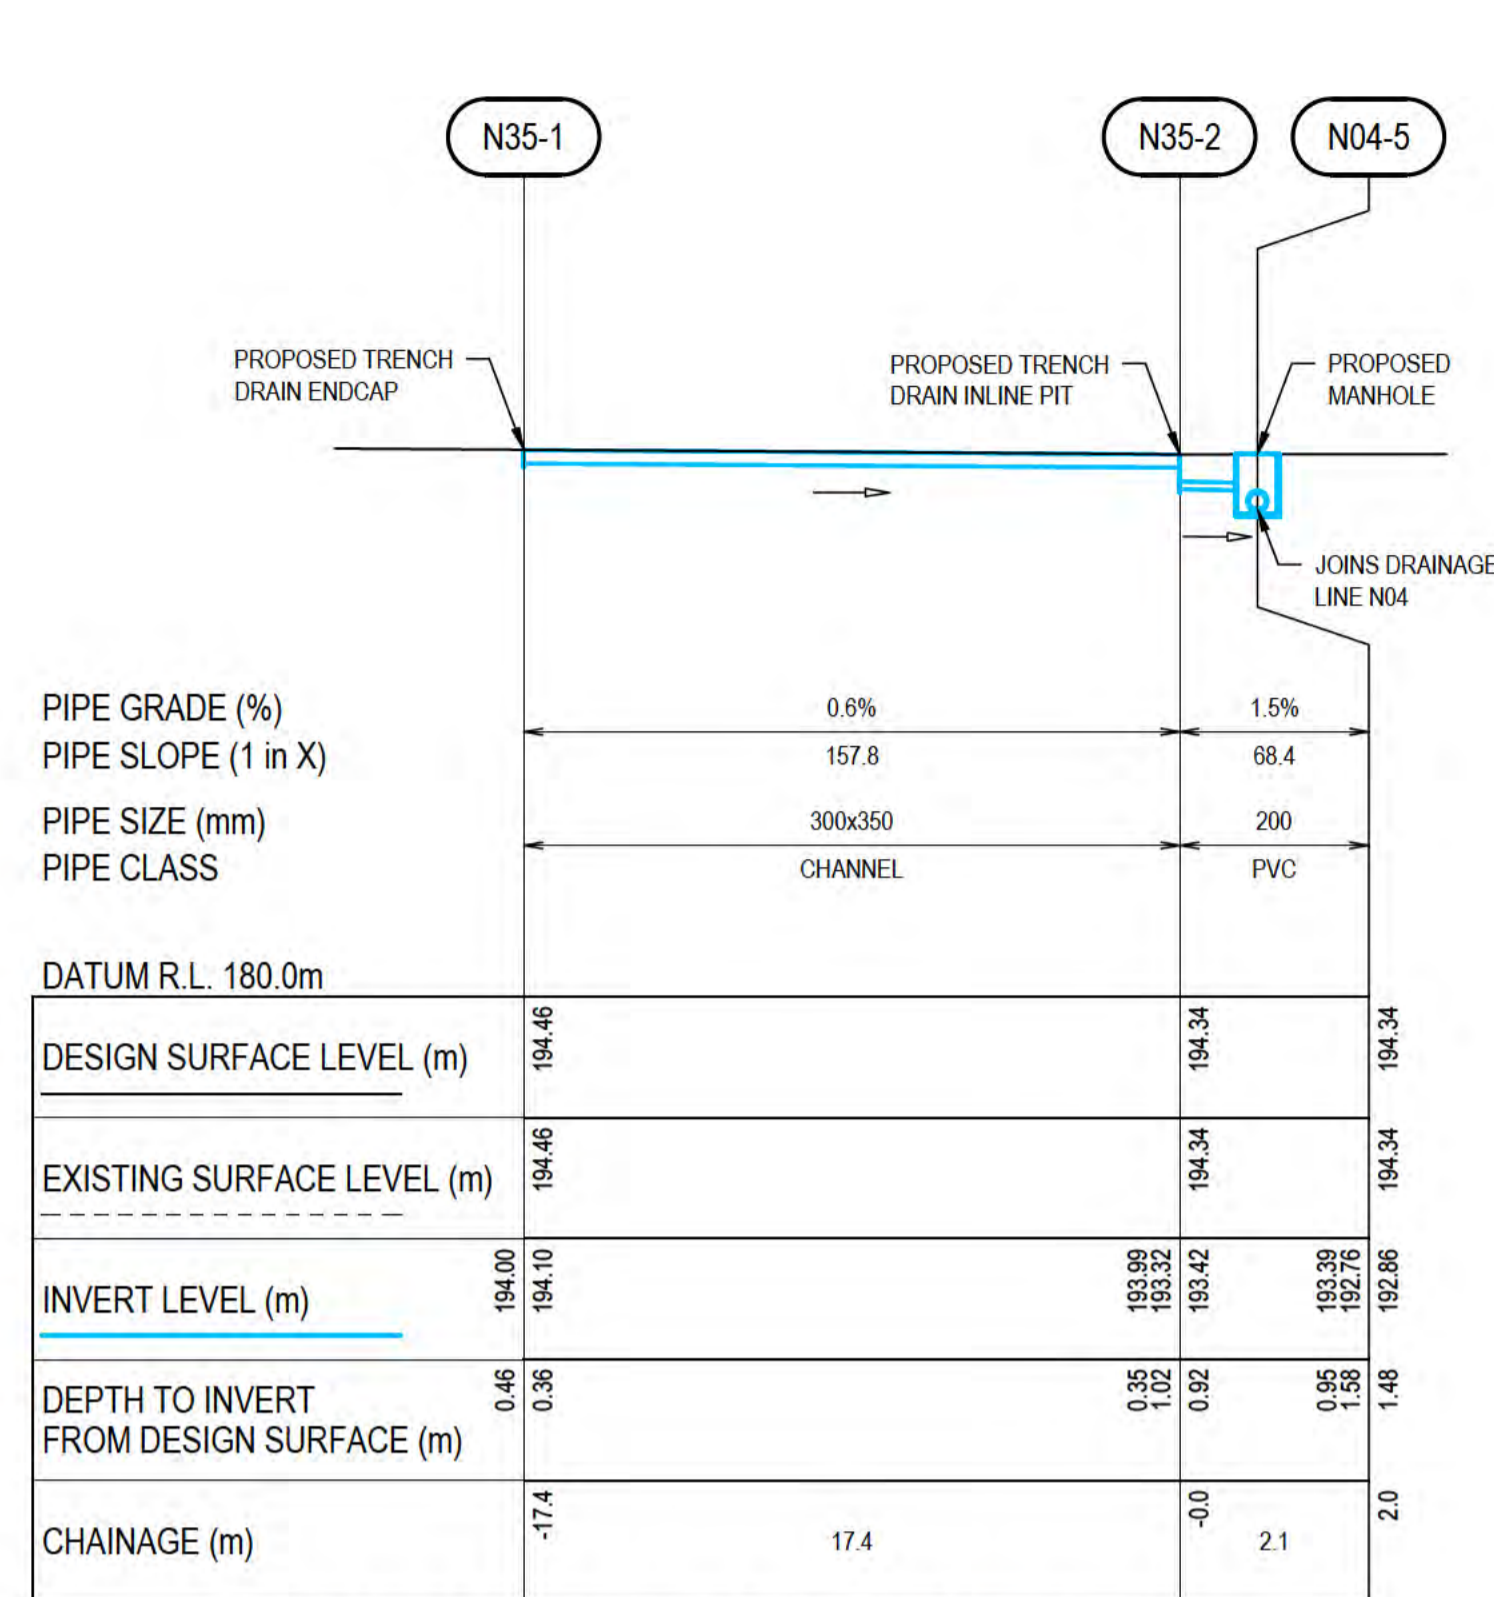 N35-1
N35-2
N04-5
PROPOSED TRENCH
DRAIN ENDCAP
PROPOSED TRENCH
DRAIN INLINE PIT
PROPOSED
MANHOLE
JOINS DRAINAGE
LINE N04
PIPE GRADE (%)
0.6%
1.5%
PIPE SLOPE (1 in X)
157.8
68.4
PIPE SIZE (mm)
300x350
200
PIPE CLASS
CHANNEL
PVC
DATUM R.L. 180.0m
DESIGN SURFACE LEVEL (m)
194.46
194.34
194.34
EXISTING SURFACE LEVEL (m)
194.46
194.34
194.34
INVERT LEVEL (m)
194.00
194.10
193.99
193.32
193.42
193.39
192.76
192.86
DEPTH TO INVERT
FROM DESIGN SURFACE (m)
0.46
0.36
0.35
1.02
0.92
0.95
1.58
1.48
CHAINAGE (m)
-17.4
17.4
-0.0
2.1
2.0